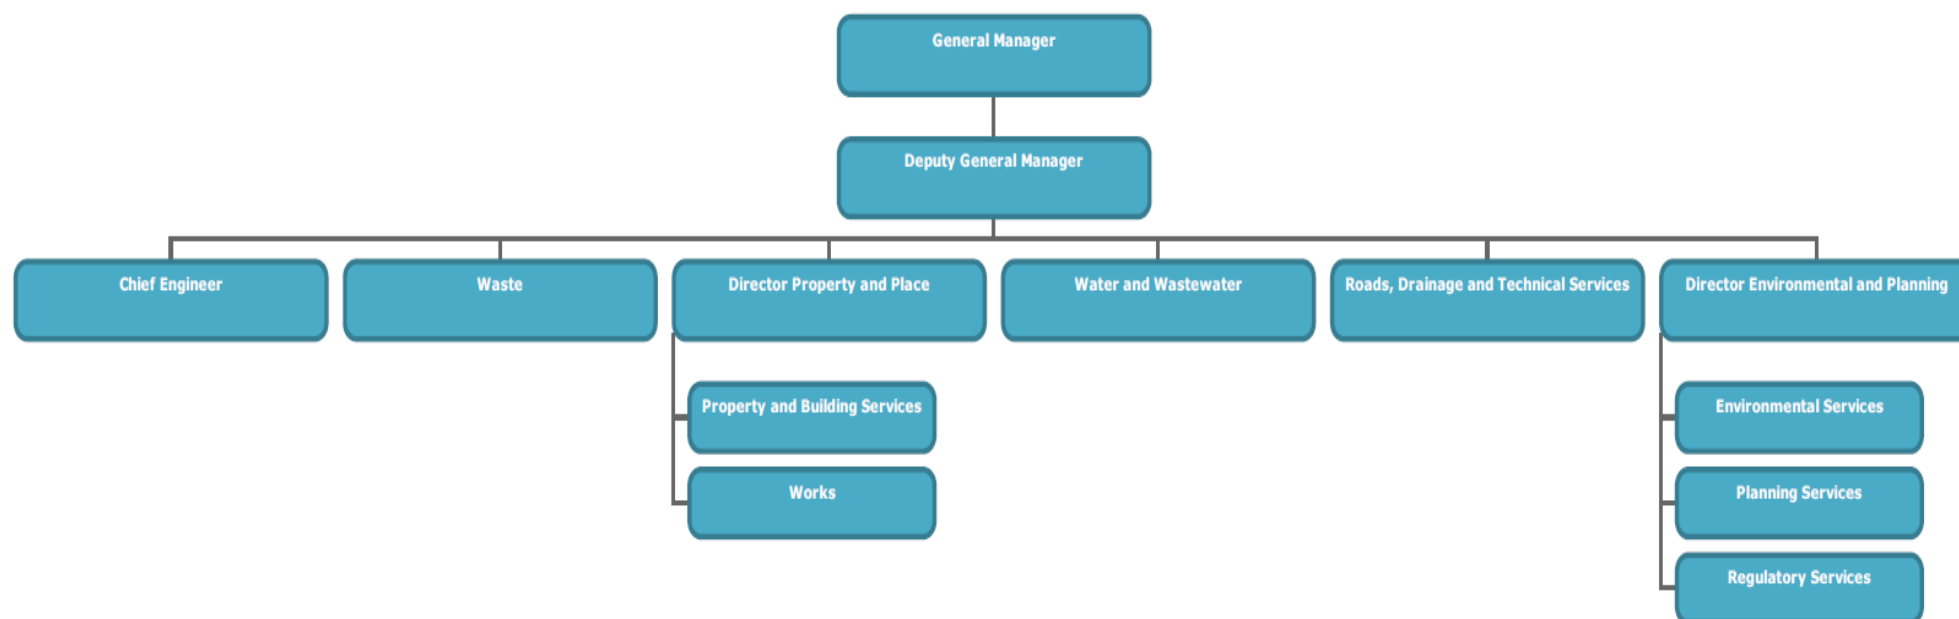 General Manager
Deputy General Manager
Chief Engineer
Waste
Director Property and Place
Water and Wastewater
Roads, Drainage and Technical Services
Director Environmental and Planning
Property and Building Services
Works
Environmental Services
Planning Services
Regulatory Services